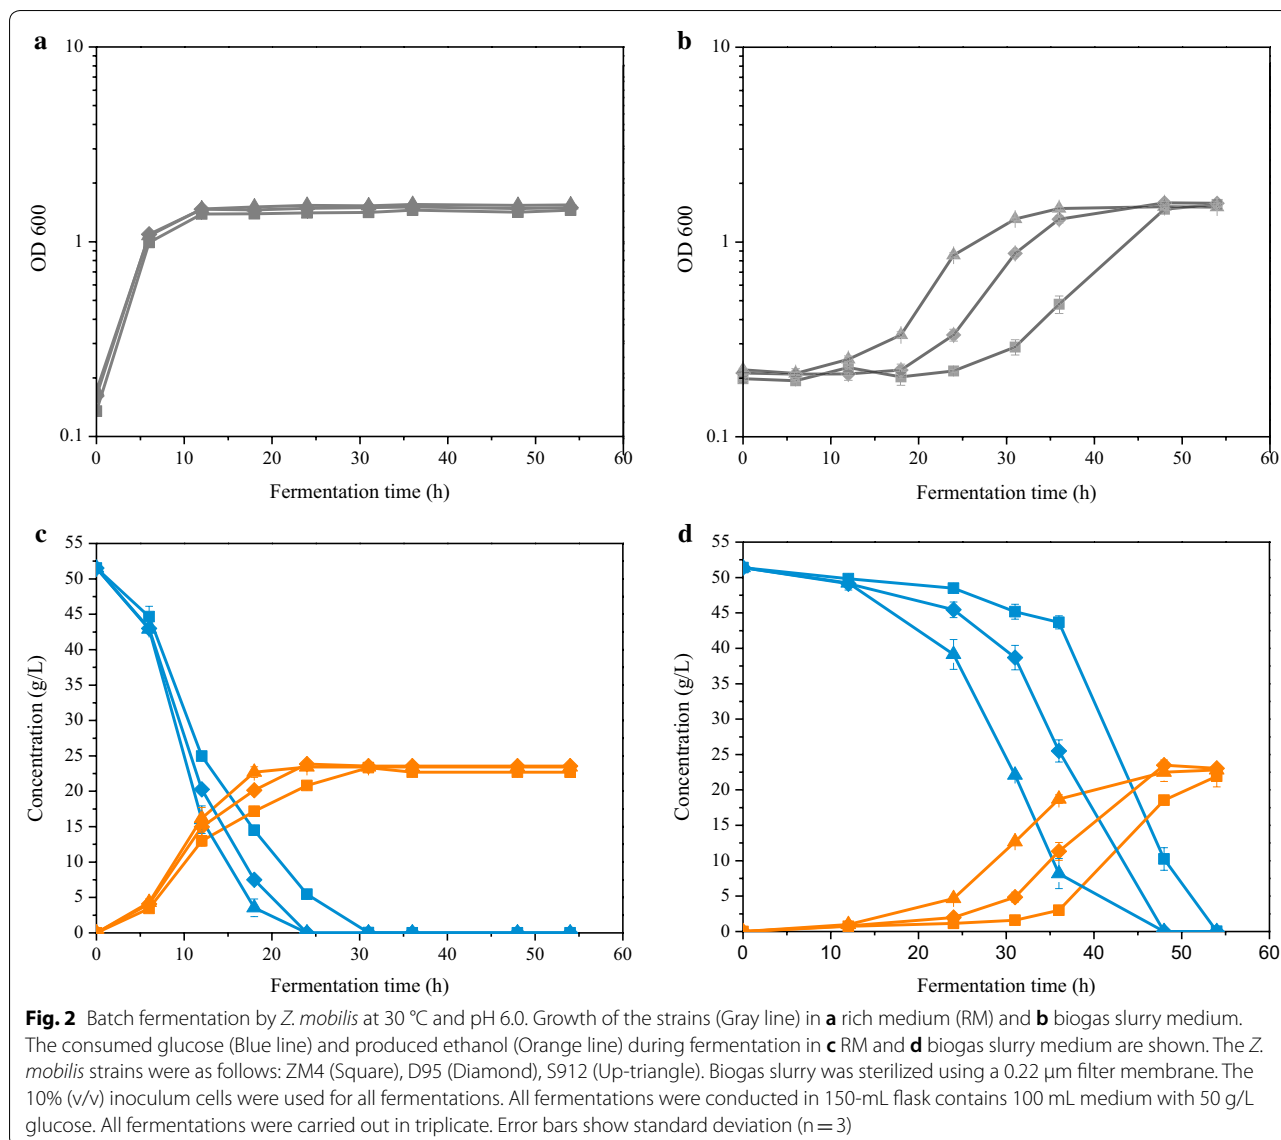 a
10
1
0.1
OD 600
0 10 20 30 40 50 60
Fermentation time (h)
b
10
1
0.1
OD 600
0 10 20 30 40 50 60
Fermentation time (h)
c
55
50
45
40
35
30
25
20
15
10
5
0
Concentration (g/L)
0 10 20 30 40 50 60
Fermentation time (h)
d
55
50
45
40
35
30
25
20
15
10
5
0
Concentration (g/L)
0 10 20 30 40 50 60
Fermentation time (h)
Fig. 2 Batch fermentation by Z. mobilis at 30 °C and pH 6.0. Growth of the strains (Gray line) in a rich medium (RM) and b biogas slurry medium.
The consumed glucose (Blue line) and produced ethanol (Orange line) during fermentation in c RM and d biogas slurry medium are shown. The Z.
mobilis strains were as follows: ZM4 (Square), D95 (Diamond), S912 (Up-triangle). Biogas slurry was sterilized using a 0.22 μm filter membrane. The
10% (v/v) inoculum cells were used for all fermentations. All fermentations were conducted in 150-mL flask contains 100 mL medium with 50 g/L
glucose. All fermentations were carried out in triplicate. Error bars show standard deviation (n = 3)